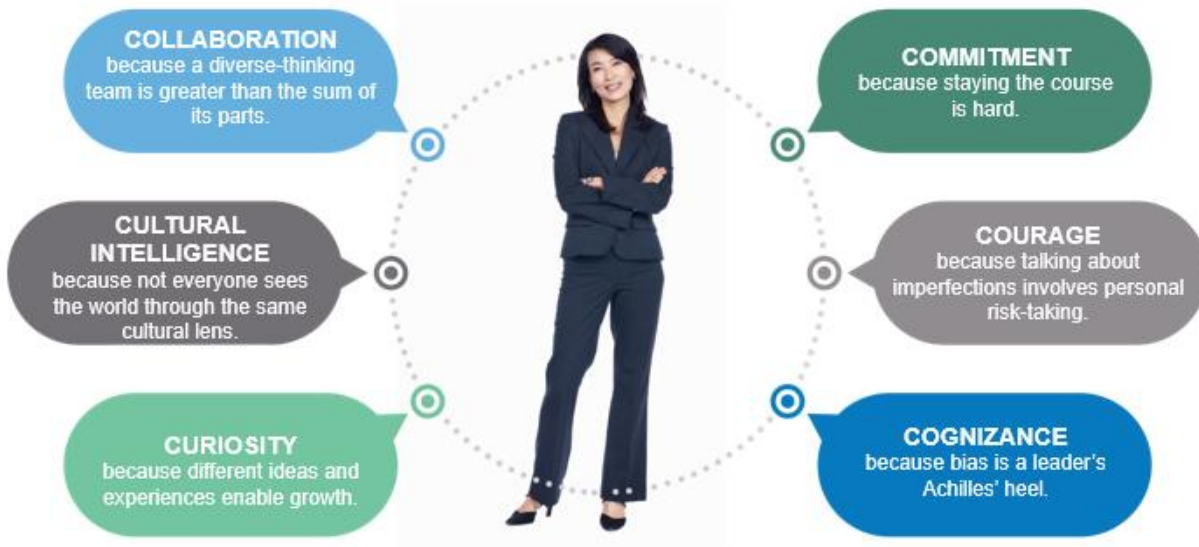 COLLABORATION
because a diverse-thinking
team is greater than the sum of
its parts.
COMMITMENT
because staying the course
is hard.
CULTURAL
INTELLIGENCE
because not everyone sees
the world through the same
cultural lens.
COURAGE
because talking about
imperfections involves personal
risk-taking.
CURIOSITY
because different ideas and
experiences enable growth.
COGNIZANCE
because bias is a leader’s
Achilles’ heel.